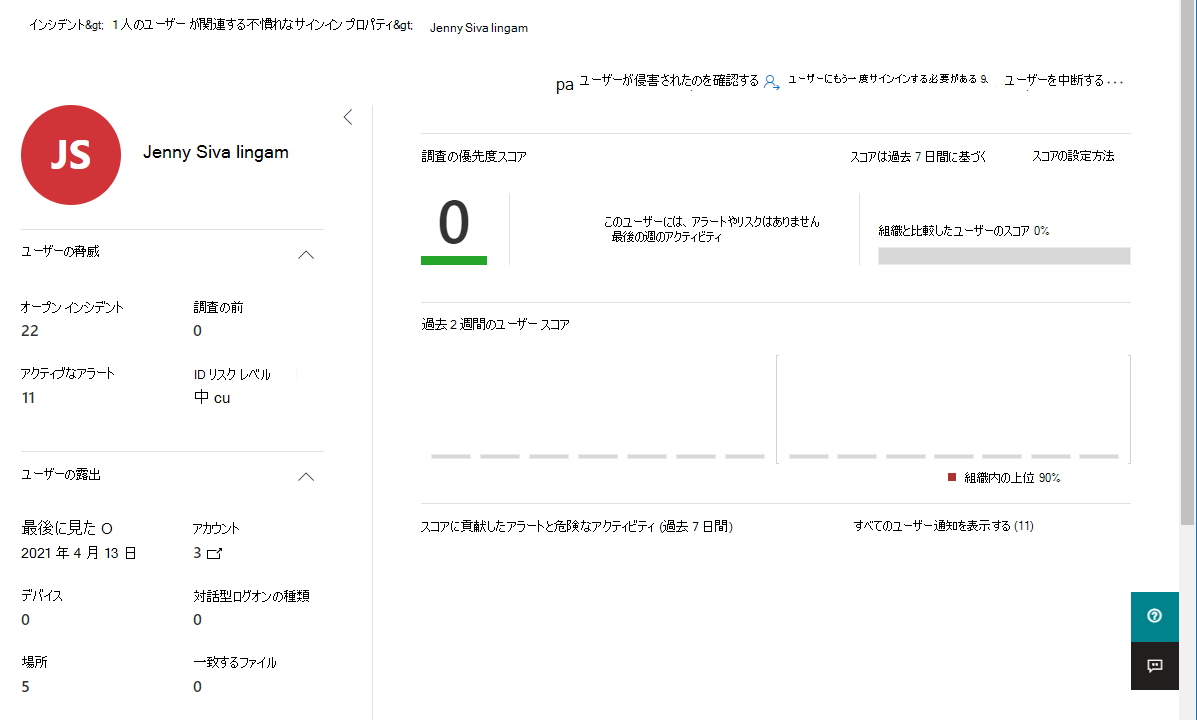 インシデント&gt; 1 人のユーザー が関連する不慣れなサインイン プロパティ&gt; Jenny Siva lingam
pa ユーザーが侵害されたのを確認する ユーザーにもう一度サインインする必要がある 9. ユーザーを中断する ...
JS
Jenny Siva lingam
ユーザーの脅威
オープン インシデント 調査の前
22 0
アクティブなアラート ID リスク レベル
11 中 cu
ユーザーの露出
最後に見た O アカウント
2021 年 4 月 13 日 3
デバイス 対話型ログオンの種類
0 0
場所 一致するファイル
5 0
調査の優先度スコア スコアは過去 7 日間に基づく スコアの設定方法
0
このユーザーには、アラートやリスクはありません
最後の週のアクティビティ
組織と比較したユーザーのスコア 0%
過去 2 週間のユーザー スコア
組織内の上位 90%
スコアに貢献したアラートと危険なアクティビティ (過去 7 日間) すべてのユーザー通知を表示する (11)